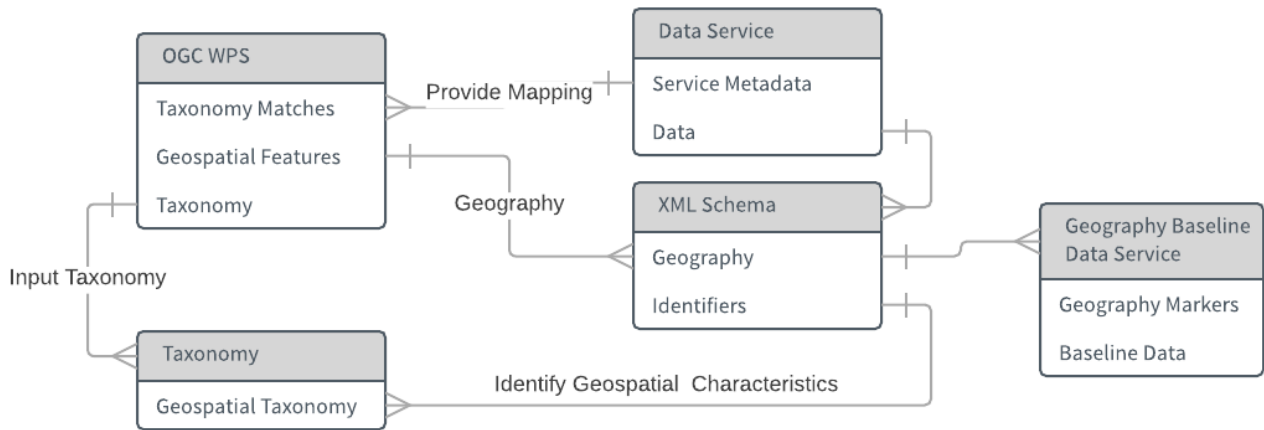 OGC WPS
Taxonomy Matches
Geospatial Features
Taxonomy
Provide Mapping
Data Service
Service Metadata
Data
Geography
XML Schema
Geography
Identifiers
Geography Baseline
Data Service
Geography Markers
Baseline Data
Input Taxonomy
Taxonomy
Geospatial Taxonomy
Identify Geospatial Characteristics